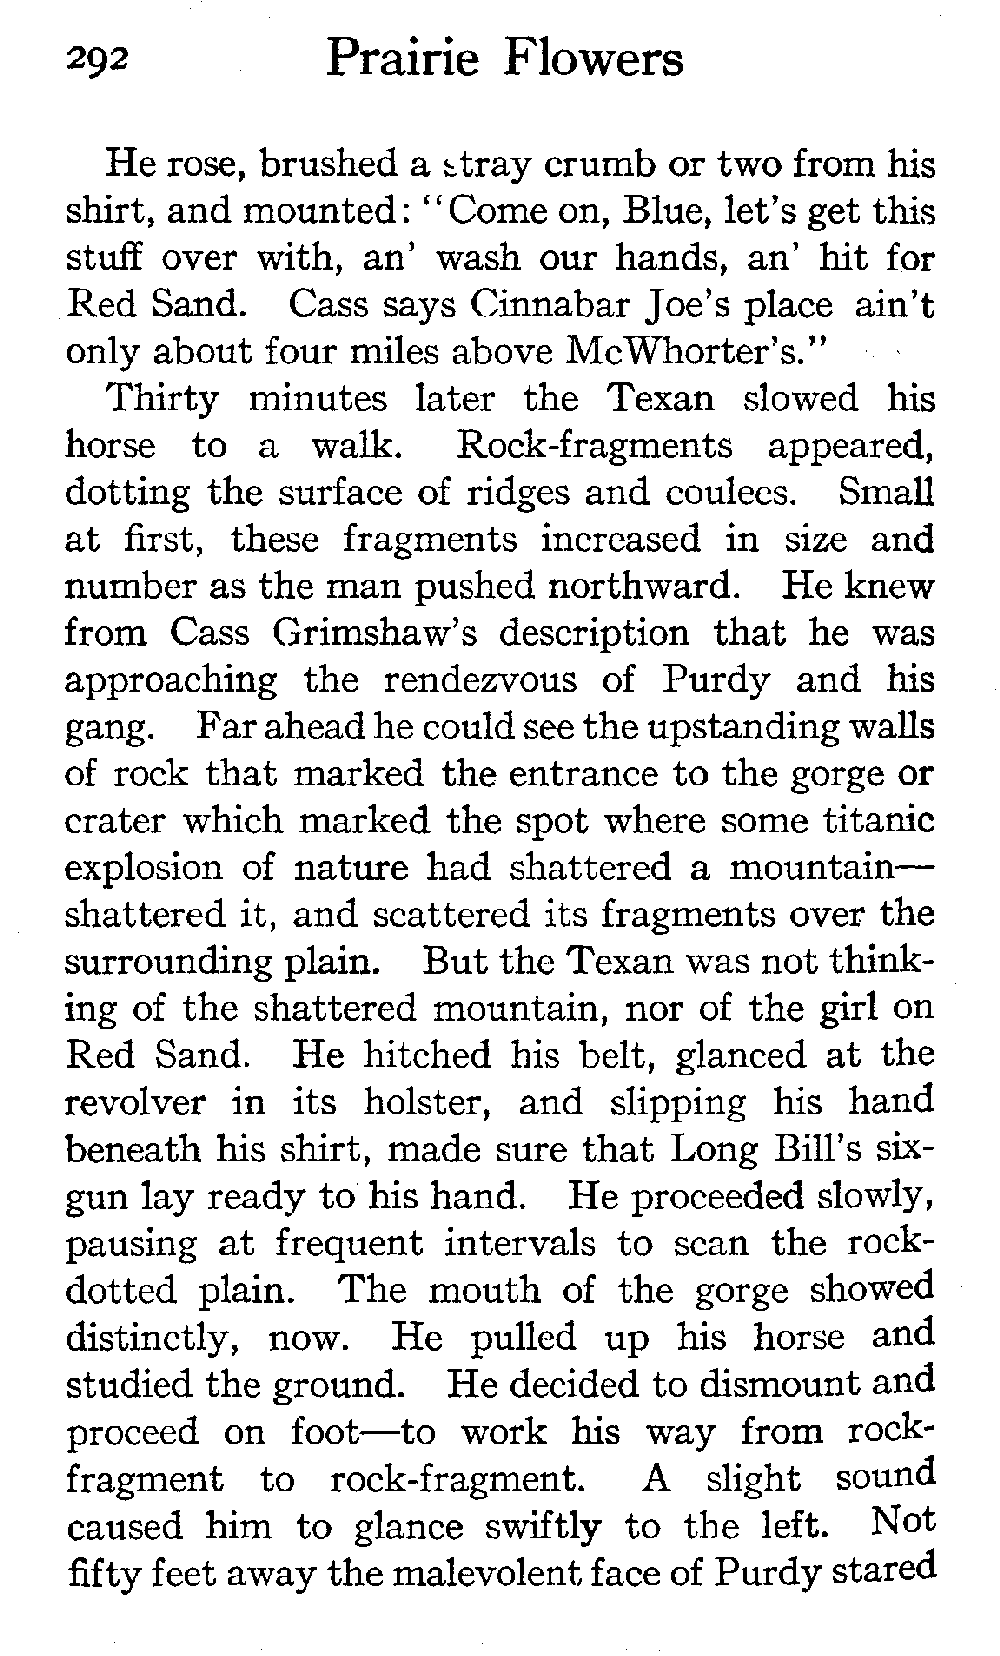 292 Prairie Flowers
He rose, brushed a stray crumb or two from his
shirt, and mounted: "Come on, Blue, let's get this
stuff over with, an' wash our hands, an' hit for
Red Sand. Cass says Cinnabar Joe's place ain't
only about four miles above McWhorter's."
Thirty minutes later the Texan slowed his
horse to a walk. Rock-fragments appeared,
dotting the surface of ridges and coulees. Small
at first, these fragments increased in size and
number as the man pushed northward. He knew
from Cass Grimshaw's description that he was
approaching the rendezvous of Purdy and his
gang. Far ahead he could see the upstanding walls
of rock that marked the entrance to the gorge or
crater which marked the spot where some titanic
explosion of nature had shattered a mountain—
shattered it, and scattered its fragments over the
surrounding plain. But the Texan was not think-
ing of the shattered mountain, nor of the girl on
Red Sand. He hitched his belt, glanced at the
revolver in its holster, and slipping his hand
beneath his shirt, made sure that Long Bill's six-
gun lay ready to his hand. He proceeded slowly,
pausing at frequent intervals to scan the rock-
dotted plain. The mouth of the gorge showed
distinctly, now. He pulled up his horse and
studied the ground. He decided to dismount and
proceed on foot—to work his way from rock-
fragment to rock-fragment. A slight sound
caused him to glance swiftly to the left. Not
fifty feet away the malevolent face of Purdy stared